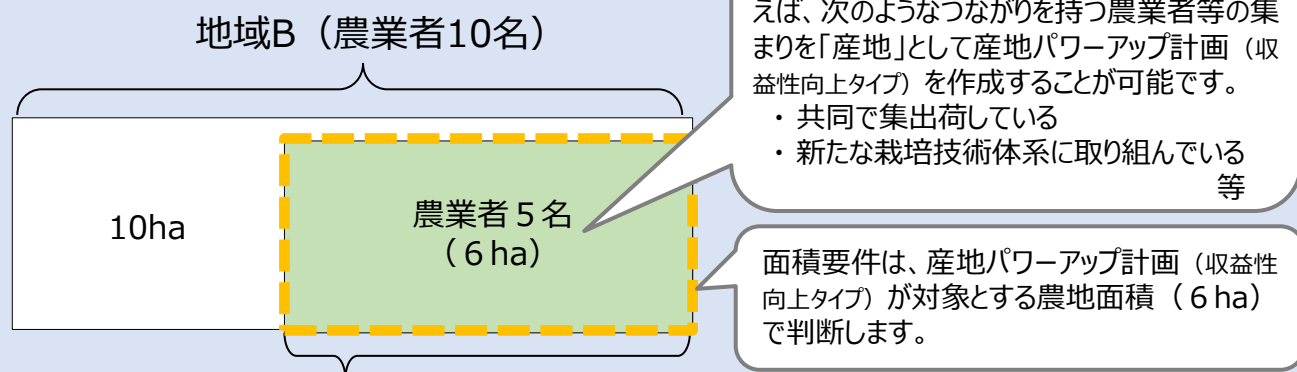 地域B（農業者10名）
10ha
農業者５名
（６ha）
えば、次のようなつながりを持つ農業者等の集
まりを「産地」として産地パワーアップ計画（収
益性向上タイプ）を作成することが可能です。
・ 共同で集出荷している
・ 新たな栽培技術体系に取り組んでいる
等
面積要件は、産地パワーアップ計画（収益性
向上タイプ）が対象とする農地面積（６ha）
で判断します。